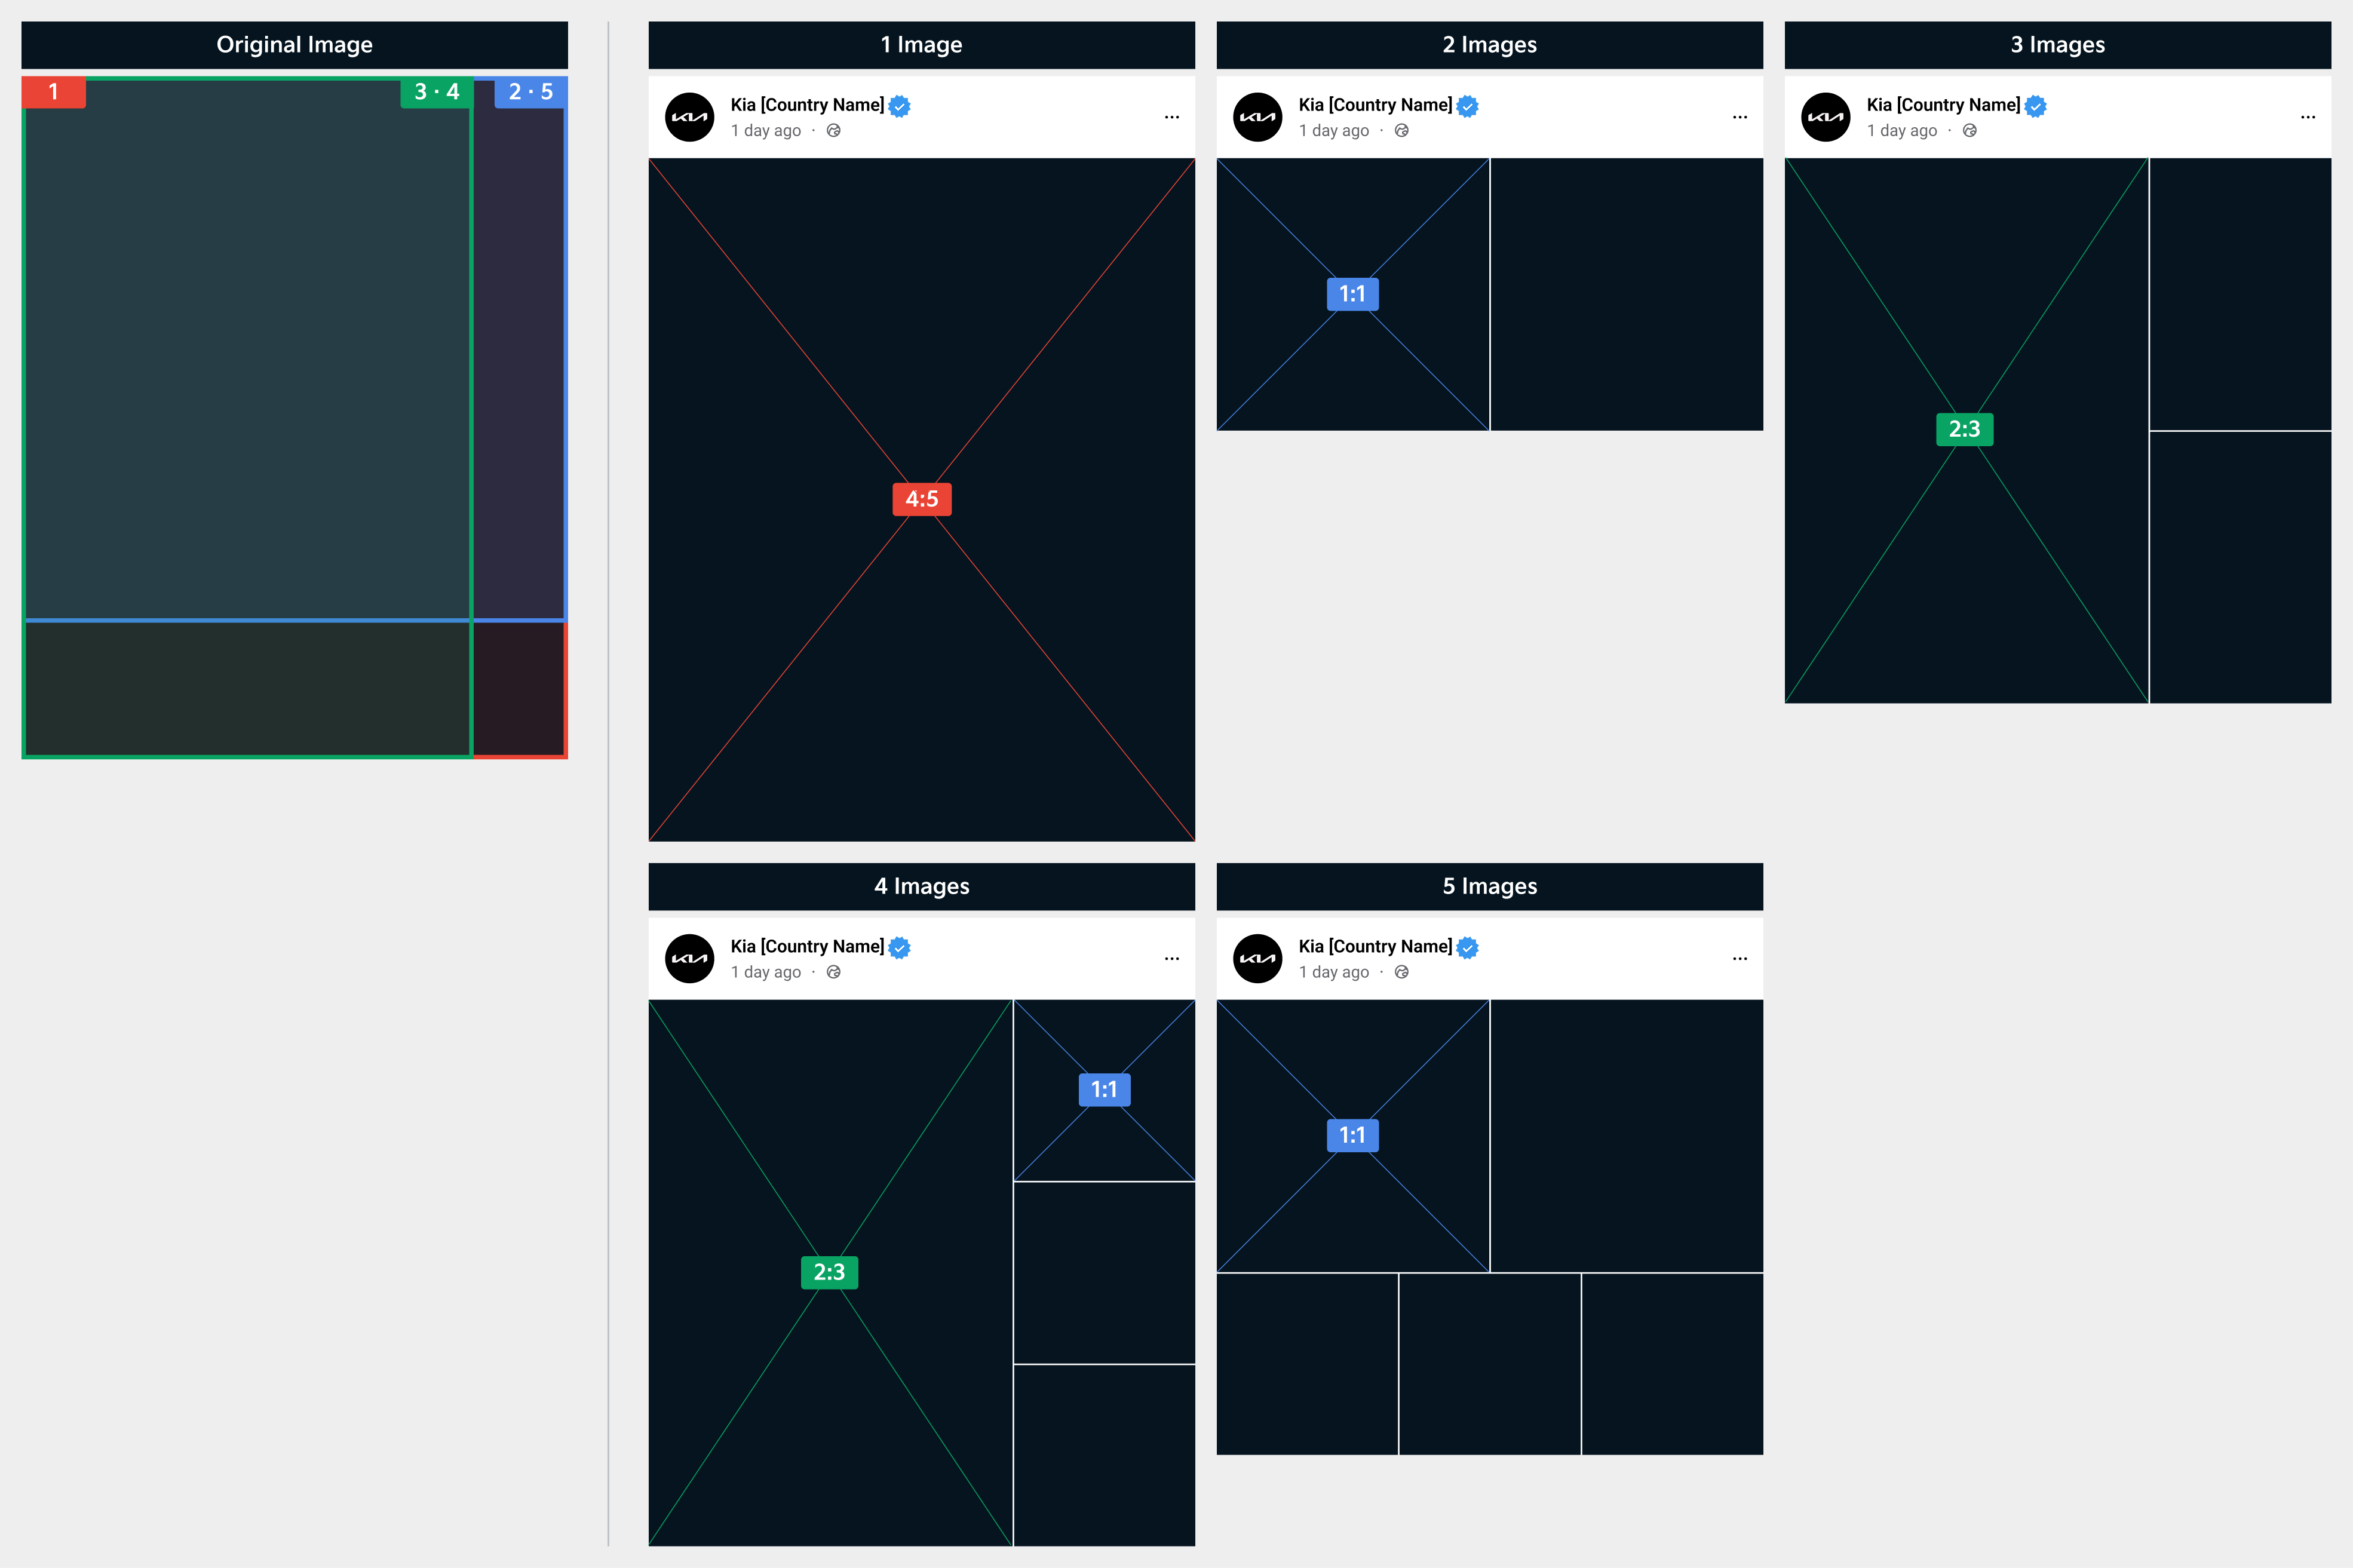 Original Image
1
3 · 4
2 · 5
1 Image
Kia [Country Name]
1 day ago ·
4:5
2 Images
Kia [Country Name]
1 day ago ·
1:1
3 Images
Kia [Country Name]
1 day ago ·
2:3
4 Images
Kia [Country Name]
1 day ago ·
2:3
1:1
5 Images
Kia [Country Name]
1 day ago ·
1:1